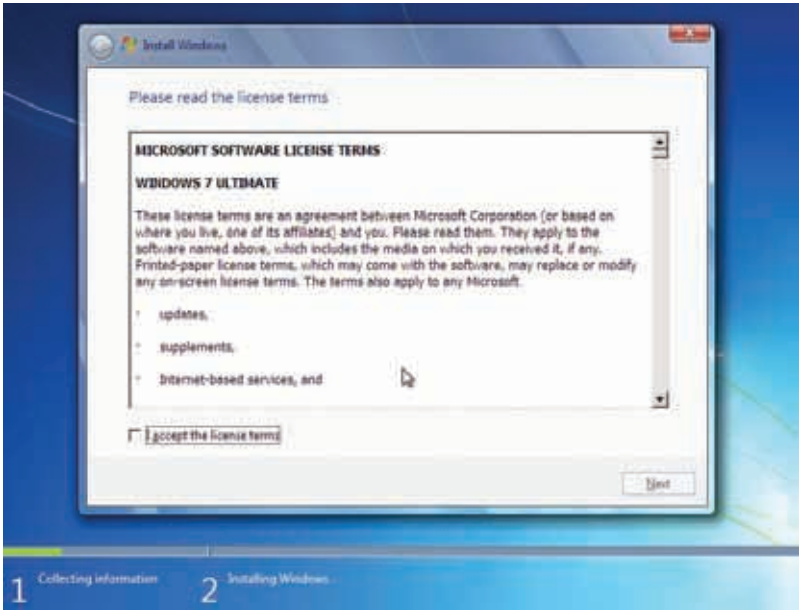 Install Windows
Please read the license terms
MICROSOFT SOFTWARE LICENSE TERMS
WINDOWS 7 ULTIMATE
These license terms are an agreement between Microsoft Corporation (or based on
where you live, one of its affiliates) and you. Please read them. They apply to the
software named above, which includes the media on which you received it, if any.
Printed-paper license terms, which may come with the software, may replace or modify
any on-screen license terms. The terms also apply to any Microsoft
· updates,
· supplements,
· Internet-based services, and
I accept the license terms
Next
1 Collecting information 2 Installing Windows